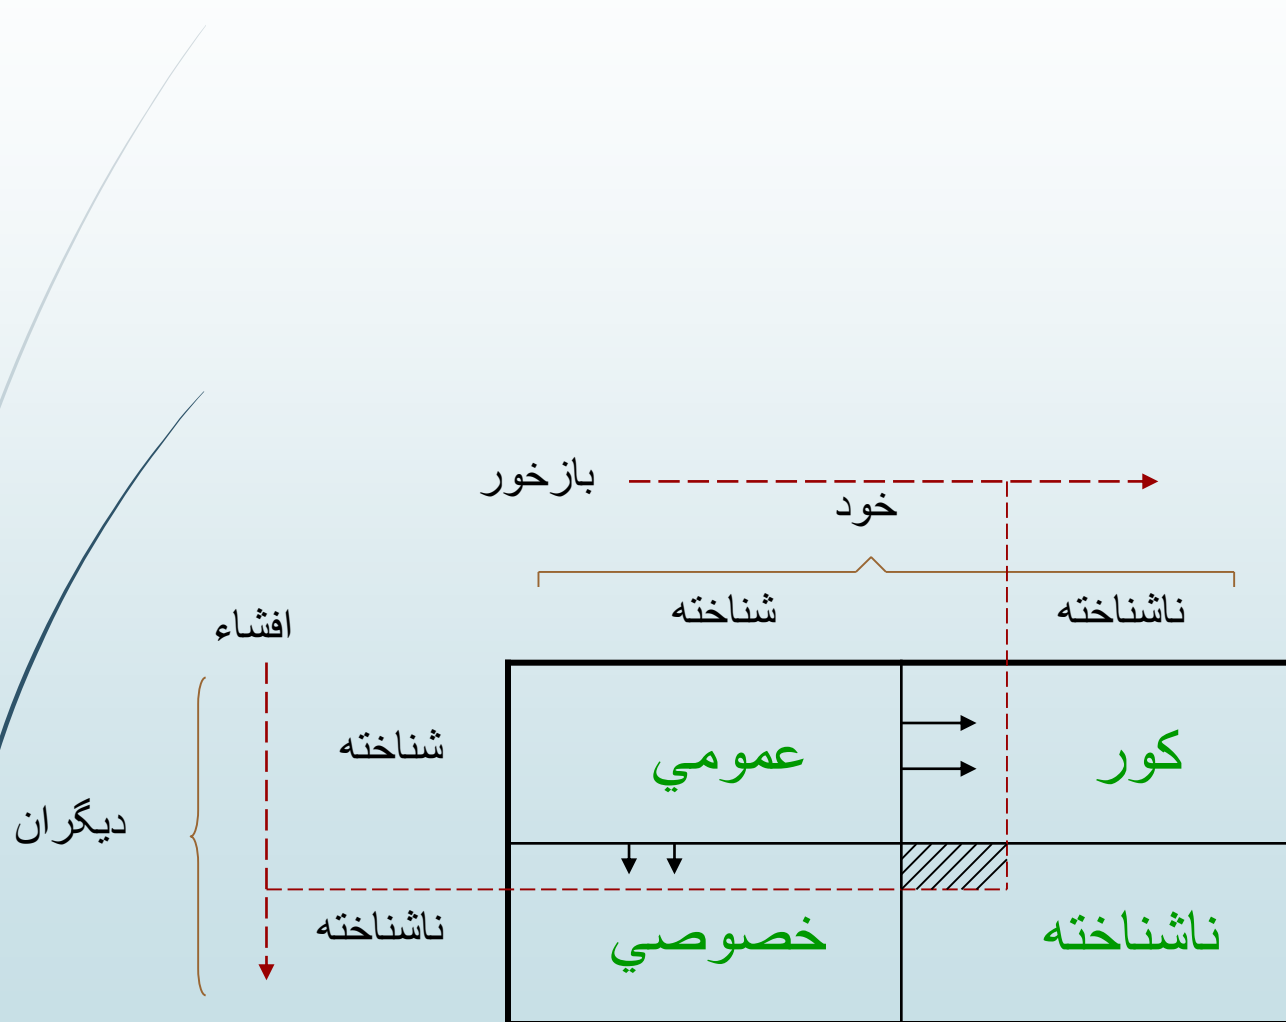 بازخور
خود
شناخته
ناشناخته
افشاء
شناخته
عمومي
كور
ديگران
ناشناخته
خصوصي
ناشناخته